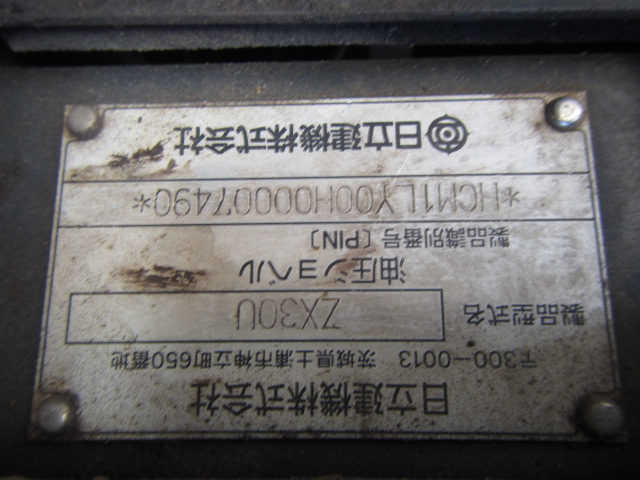 日立建機株式会社
〒300-0013 茨城県土浦市神立町650番地
製品型式名 ZX30U
油圧ショベル
製品識別番号〔PIN〕
*HCM1LY00H00007490*
日立建機株式会社